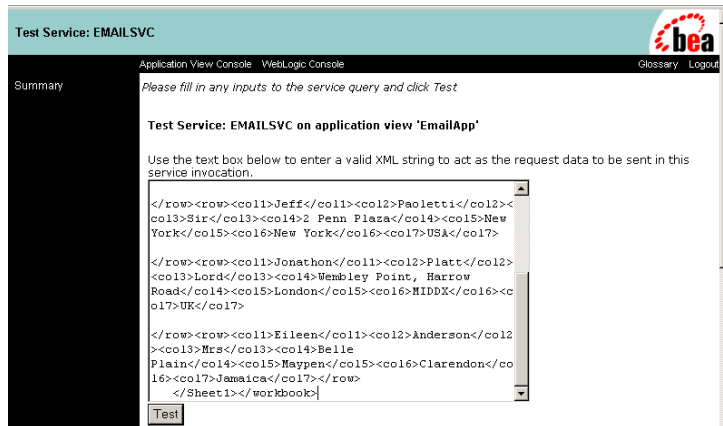 Test Service: EMAILSVC
bea
Application View Console WebLogic Console Glossary Logout
Summary
Please fill in any inputs to the service query and click Test
Test Service: EMAILSVC on application view 'EmailApp'
Use the text box below to enter a valid XML string to act as the request data to be sent in this
service invocation.
</row><row><col1>Jeff</col1><col2>Paoletti</col2><
col3>Sir</col3><col4>2 Penn Plaza</col4><col5>New
York</col5><col6>New York</col6><col7>USA</col7>
</row><row><col1>Jonathon</col1><col2>Platt</col2>
<col3>Lord</col3><col4>Wembley Point, Harrow
Road</col4><col5>London</col5><col6>MIDDX</col6><c
ol7>UK</col7>
</row><row><col1>Eileen</col1><col2>Anderson</col2
><col3>Mrs</col3><col4>Belle
Plain</col4><col5>Maypen</col5><col6>Clarendon</co
l6><col7>Jamaica</col7></row>
</Sheet1></workbook>
Test